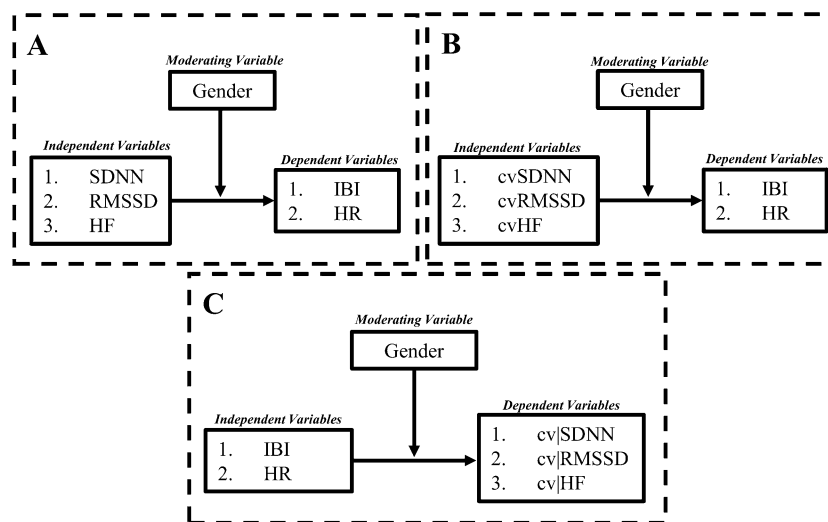 A
Moderating Variable
Gender
Independent Variables
1. SDNN
2. RMSSD
3. HF
Dependent Variables
1. IBI
2. HR
B
Moderating Variable
Gender
Independent Variables
1. cvSDNN
2. cvRMSSD
3. cvHF
Dependent Variables
1. IBI
2. HR
C
Moderating Variable
Gender
Independent Variables
1. IBI
2. HR
Dependent Variables
1. cv|SDNN
2. cv|RMSSD
3. cv|HF